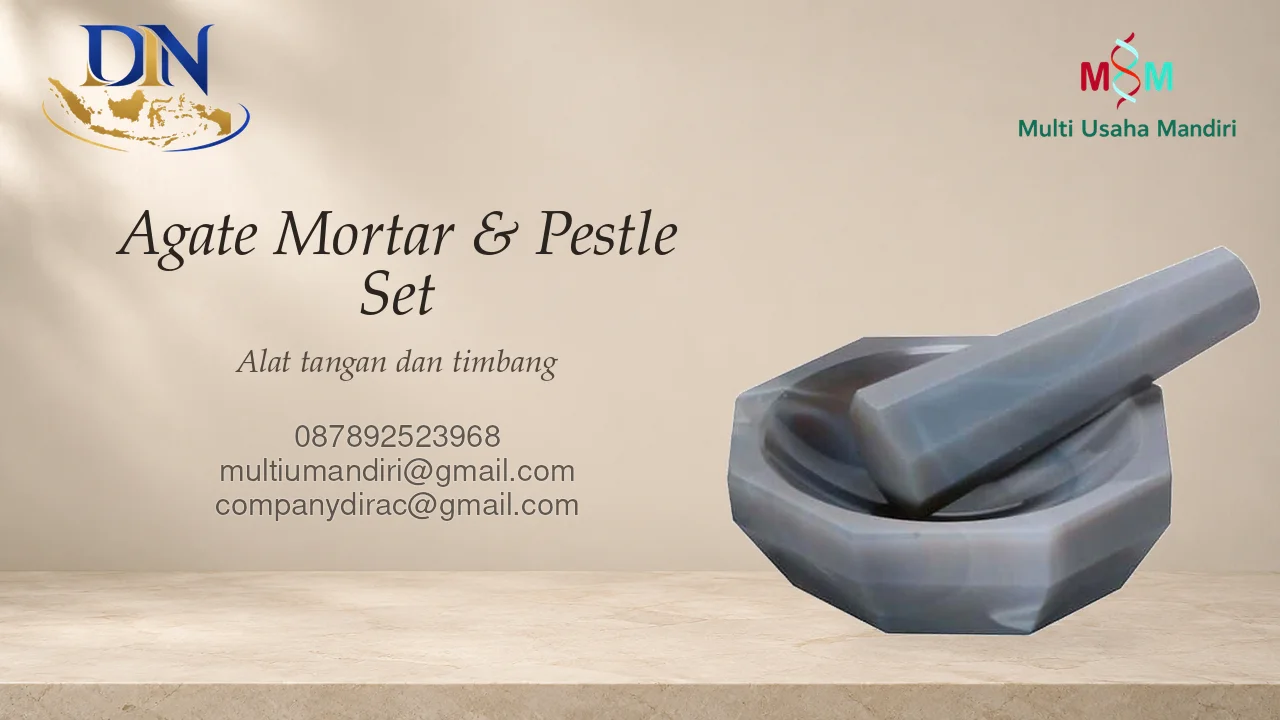 DN
M M
Multi Usaha Mandiri
Agate Mortar & Pestle
Set
Alat tangan dan timbang
087892523968
multiumandiri@gmail.com
companydirac@gmail.com